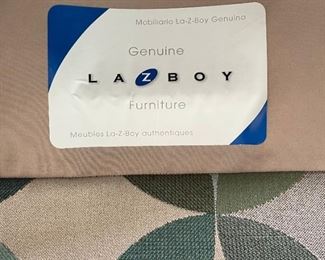 Mobiliario La-Z-Boy Genuino
Genuine
LA Z BOY
Furniture
Meubles La-Z-Boy authentiques